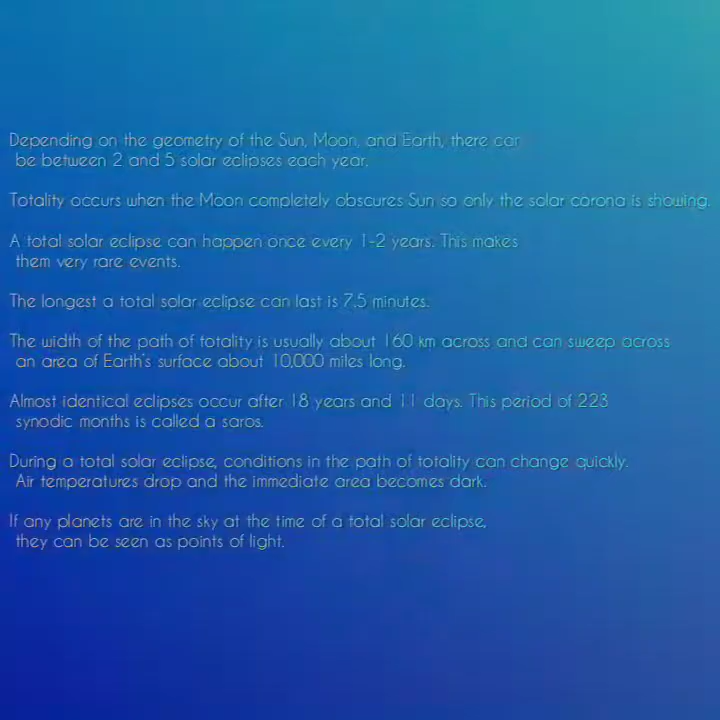 Depending on the geometry of the Sun, Moon, and Earth, there can
be between 2 and 5 solar eclipses each year.
Totality occurs when the Moon completely obscures Sun so only the solar corona is showing.
A total solar eclipse can happen once every 1-2 years. This makes
them very rare events.
The longest a total solar eclipse can last is 7.5 minutes.
The width of the path of totality is usually about 160 km across and can sweep across
an area of Earth's surface about 10,000 miles long.
Almost identical eclipses occur after 18 years and 11 days. This period of 223
synodic months is called a saros.
During a total solar eclipse, conditions in the path of totality can change quickly.
Air temperatures drop and the immediate area becomes dark.
If any planets are in the sky at the time of a total solar eclipse,
they can be seen as points of light.